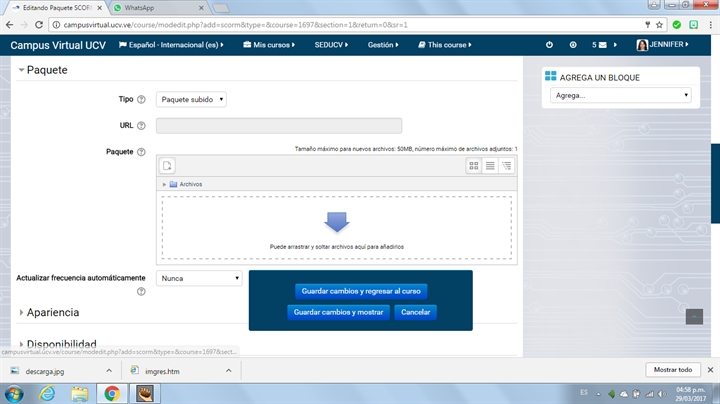 Editando Paquete SCOR
WhatsApp
campusvirtual.ucv.ve/course/modedit.php?add=scorm&type=&course=1697&section=1&return=0&sr=1
Campus Virtual UCV
Español - Internacional (es)
Mis cursos
SEDUCV
Gestión
This course
5
JENNIFER
Paquete
AGREGA UN BLOQUE
Agrega...
Tipo
Paquete subido
URL
Paquete
Tamaño máximo para nuevos archivos: 50MB, número máximo de archivos adjuntos: 1
Archivos
Puede arrastrar y soltar archivos aquí para añadirlos
Actualizar frecuencia automáticamente
Nunca
Guardar cambios y regresar al curso
Guardar cambios y mostrar
Cancelar
Apariencia
Disponibilidad
campusvirtual.ucv.ve/course/modedit.php?add=scorm&type=&course=1697&sect...
descarga.jpg
imgres.htm
Mostrar todo
ES
04:58 p.m.
29/03/2017